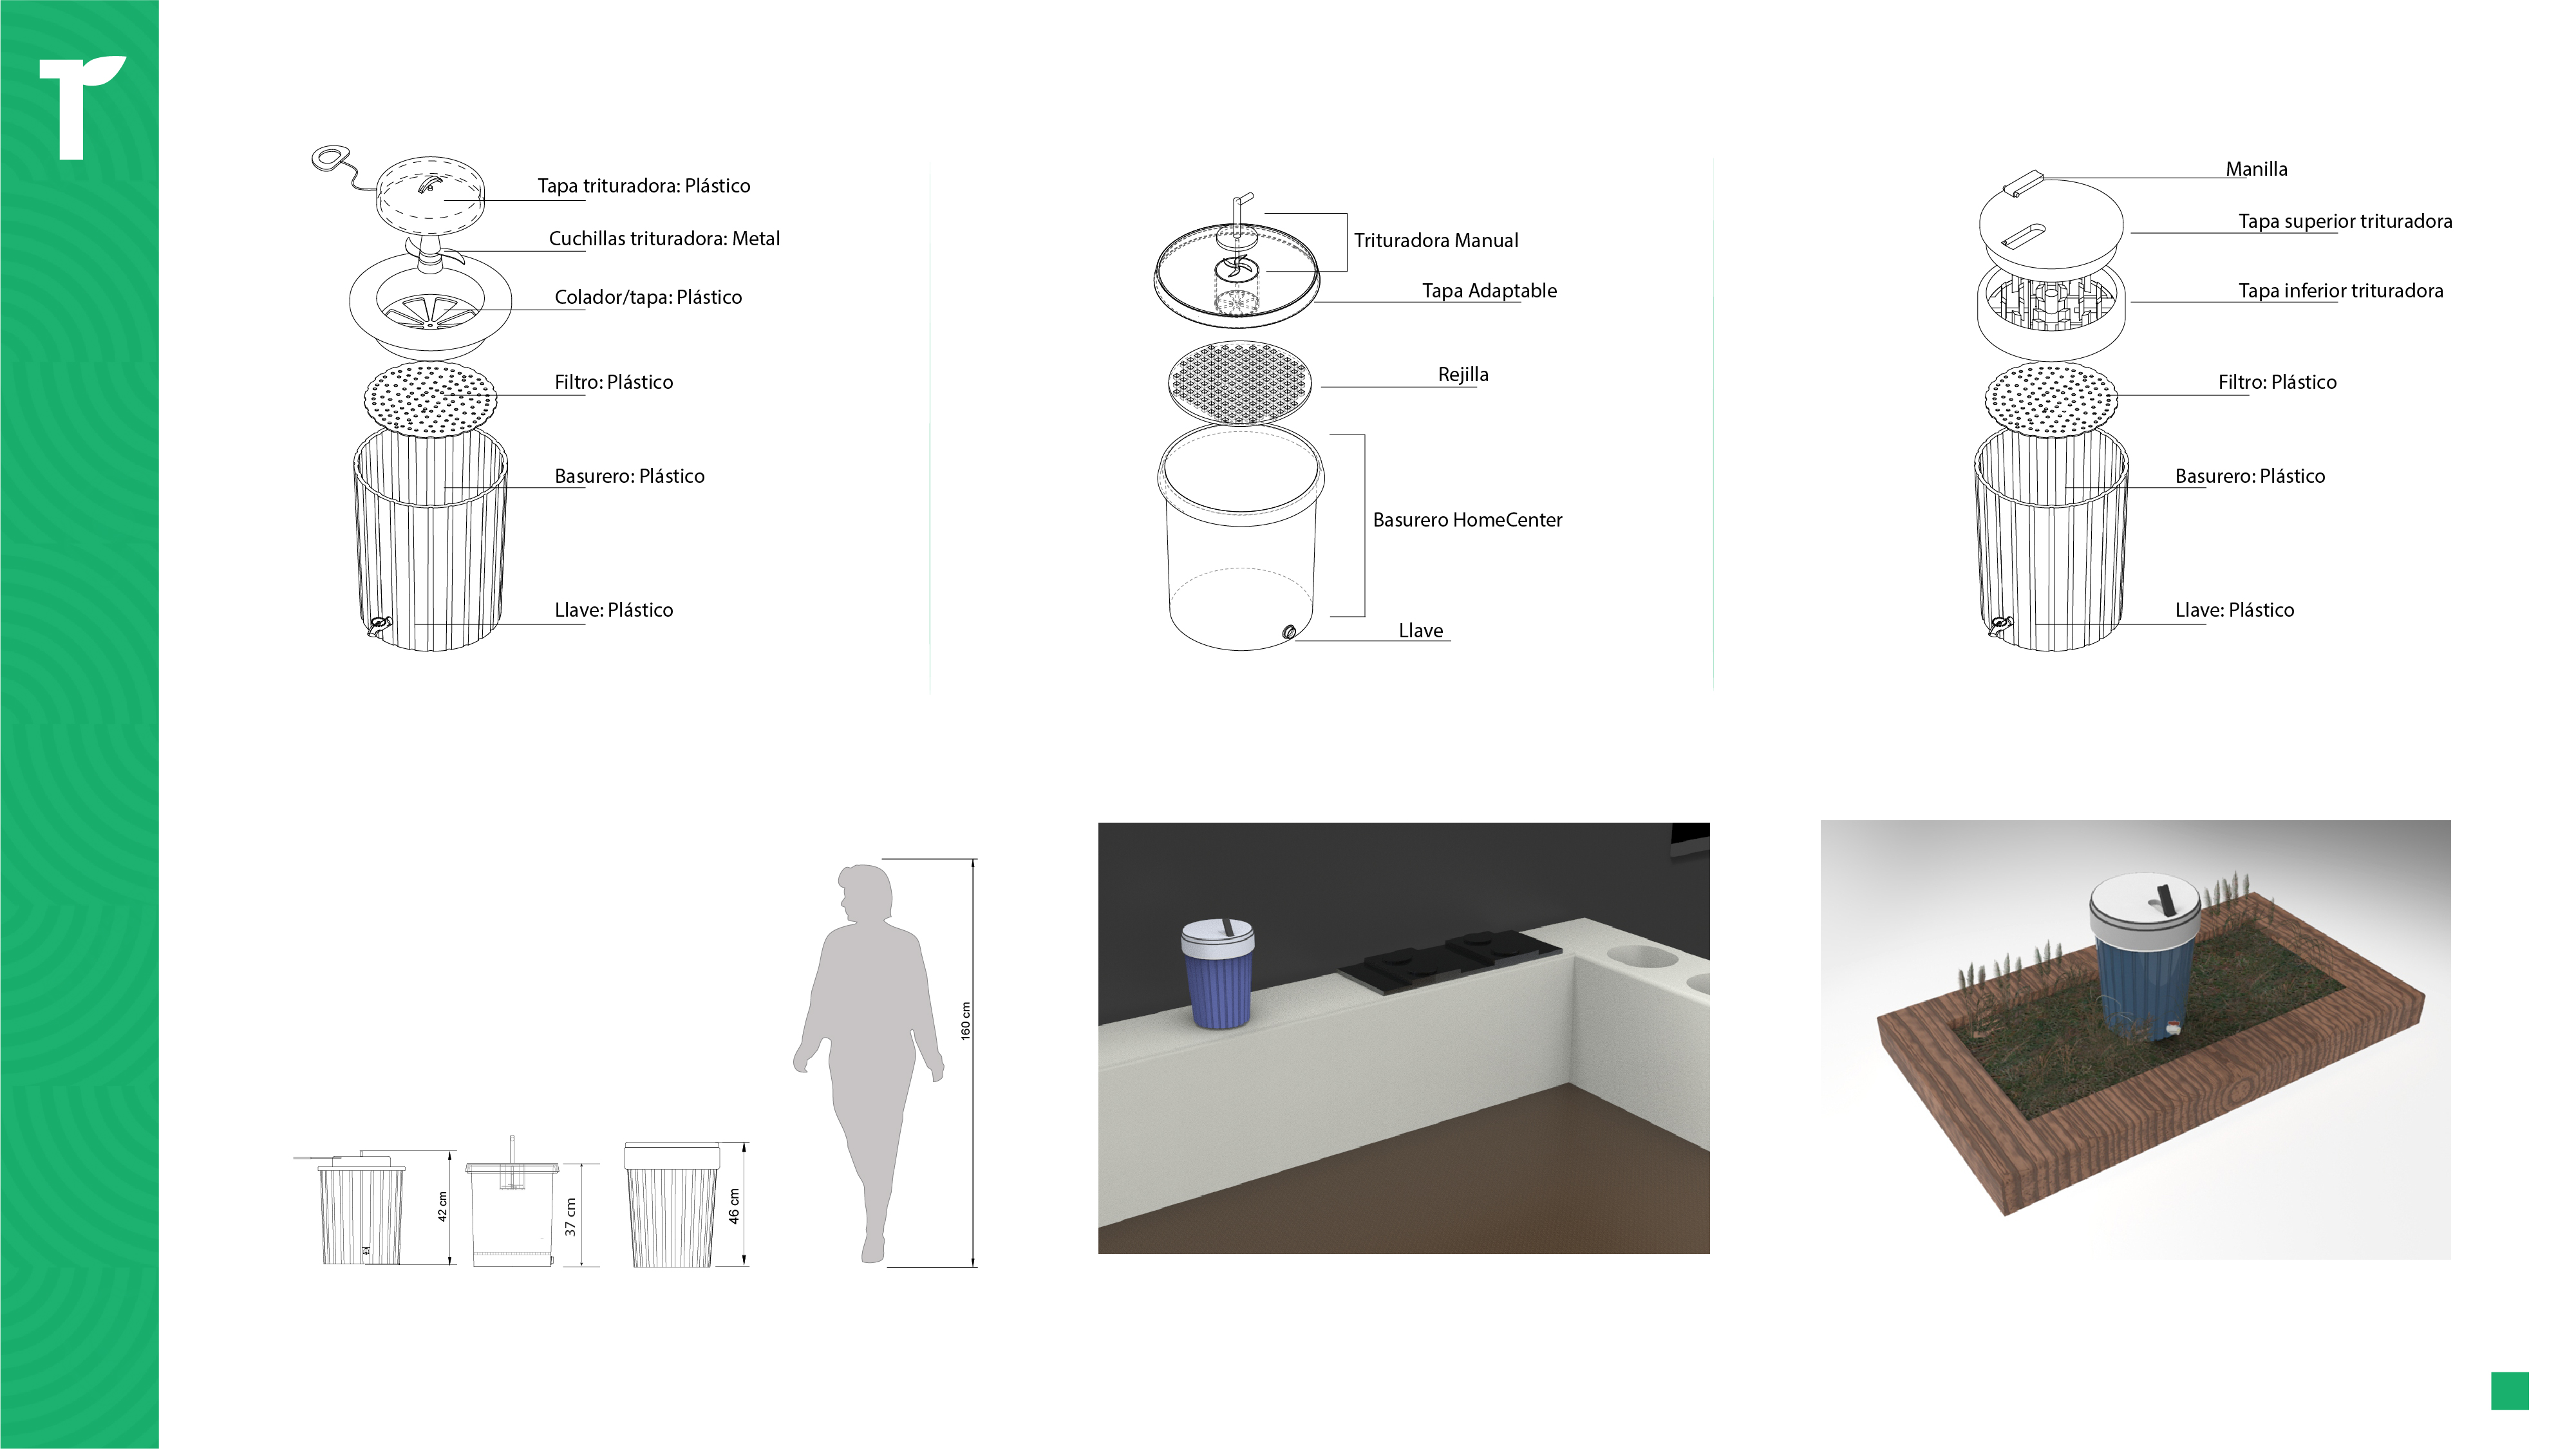 T
Tapa trituradora: Plástico
Cuchillas trituradora: Metal
Colador/tapa: Plástico
Filtro: Plástico
Basurero: Plástico
Llave: Plástico
Trituradora Manual
Tapa Adaptable
Rejilla
Basurero HomeCenter
Llave
Manilla
Tapa superior trituradora
Tapa inferior trituradora
Filtro: Plástico
Basurero: Plástico
Llave: Plástico
42 cm
37 cm
46 cm
160 cm